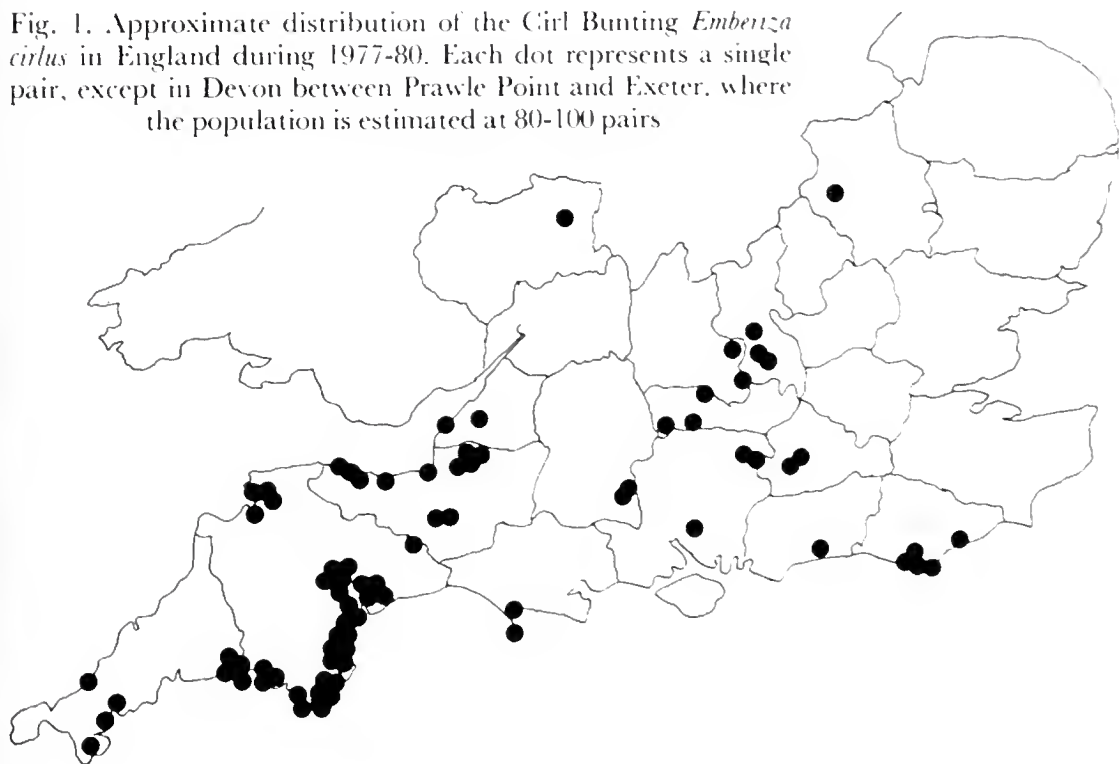 Fig. 1. Approximate distribution of the Cirl Bunting Emberiza
cirlus in England during 1977-80. Each dot represents a single
pair, except in Devon between Prawle Point and Exeter, where
the population is estimated at 80-100 pairs